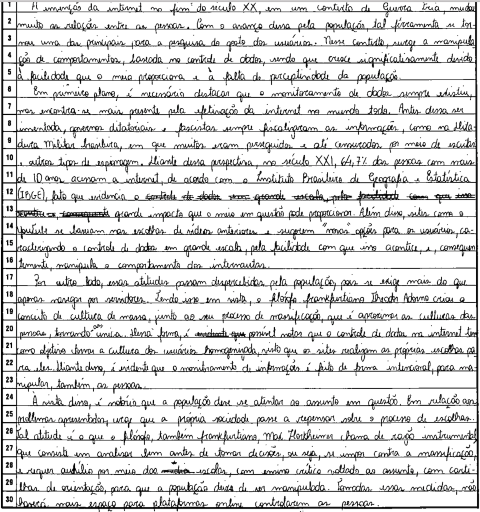 1 A invenção da internet no fim do século XX, em um contexto de Guerra Fria, mudou
2 muito as relações entre as pessoas. Com o avanço dessa pela população, tal ferramenta se tor-
3 nou uma das principais para a pesquisa do gosto dos usuários. Nesse contexto, surge a manipula-
4 ção de comportamentos, baseada no controle de dados, sendo que cresce significativamente devido
5 à facilidade que o meio proporciona e à falta de perceptividade da população.
6 Em primeiro plano, é necessário destacar que o monitoramento de dados sempre existiu,
7 mas encontra-se mais presente pela efetivação da internet no mundo todo. Antes dessa ser
8 inventada, governos ditatoriais e fascistas sempre fiscalizaram as informações, como na Dita-
9 dura Militar brasileira, em que muitos eram perseguidos e até censurados por meio de escutas
10 e outros tipos de espionagem. Diante dessa perspectiva, no século XXI, 64,7% das pessoas com mais
11 de 10 anos acessam a internet, de acordo com o Instituto Brasileiro de Geografia e Estatística
12 (IBGE), fato que evidencia o
13 grande impacto que o meio em questão pode proporcionar. Além disso, sites como o
14 Youtube se baseiam nas escolhas de vídeos anteriores e sugerem "novas" opções para os usuários, ca-
15 racterizando o controle de dados em grande escala, pela facilidade com que isso acontece, e, consequen-
16 temente, manipula o comportamento dos internautas.
17 Por outro lado, essas atitudes passam despercebidas pela população, pois se exige mais do que
18 apenas navegar por servidores. Tendo isso em vista, o filósofo frankfurtiano Theodor Adorno criou o
19 conceito de cultura de massa, junto ao seu processo de massificação, que é aproximar as culturas das
20 pessoas, tornando-as única. Dessa forma, é possível notar que o controle de dados na internet tem
21 como objetivo tornar a cultura dos usuários homogeneizada, visto que os sites realizam as próprias escolhas pa-
22 ra eles. Diante disso, é evidente que o monitoramento de informações é feito de forma intencional, para ma-
23 nipular, também, as pessoas.
24 À vista disso, é notório que a população deve se atentar ao assunto em questão. Em relação aos
25 problemas apresentados, urge que a própria sociedade passe a repensar sobre o processo de escolhas.
26 Tal atitude é o que o filósofo, também frankfurtiano, Max Horkheimer chama de razão instrumental,
27 que consiste em analisar bem antes de tomar decisões, ou seja, se impor contra a massificação,
28 e requer auxílio por meio das escolas, com ensino crítico voltado ao assunto, com carti-
29 lhas de orientação, para que a população deixe de ser manipulada. Tomadas essas medidas, não
30 haverá mais espaço para plataformas online controlarem as pessoas.